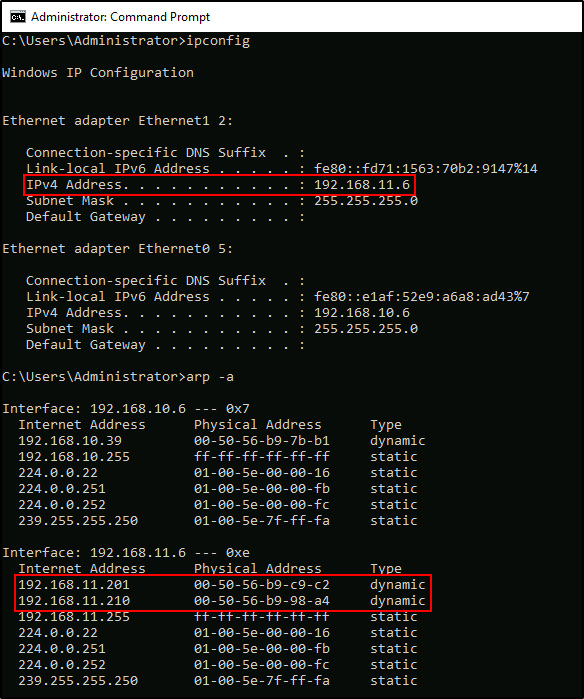 Administrator: Command Prompt
C:\Users\Administrator>ipconfig
Windows IP Configuration
Ethernet adapter Ethernet1 2:
   Connection-specific DNS Suffix  . :
   Link-local IPv6 Address . . . . . : fe80::fd71:1563:70b2:9147%14
   IPv4 Address. . . . . . . . . . . : 192.168.11.6
   Subnet Mask . . . . . . . . . . . : 255.255.255.0
   Default Gateway . . . . . . . . . :
Ethernet adapter Ethernet0 5:
   Connection-specific DNS Suffix  . :
   Link-local IPv6 Address . . . . . : fe80::e1af:52e9:a6a8:ad43%7
   IPv4 Address. . . . . . . . . . . : 192.168.10.6
   Subnet Mask . . . . . . . . . . . : 255.255.255.0
   Default Gateway . . . . . . . . . :
C:\Users\Administrator>arp -a
Interface: 192.168.10.6 --- 0x7
  Internet Address      Physical Address      Type
  192.168.10.39         00-50-56-b9-7b-b1     dynamic
  192.168.10.255        ff-ff-ff-ff-ff-ff     static
  224.0.0.22            01-00-5e-00-00-16     static
  224.0.0.251           01-00-5e-00-00-fb     static
  224.0.0.252           01-00-5e-00-00-fc     static
  239.255.255.250       01-00-5e-7f-ff-fa     static
Interface: 192.168.11.6 --- 0xe
  Internet Address      Physical Address      Type
  192.168.11.201        00-50-56-b9-c9-c2     dynamic
  192.168.11.210        00-50-56-b9-98-a4     dynamic
  192.168.11.255        ff-ff-ff-ff-ff-ff     static
  224.0.0.22            01-00-5e-00-00-16     static
  224.0.0.251           01-00-5e-00-00-fb     static
  224.0.0.252           01-00-5e-00-00-fc     static
  239.255.255.250       01-00-5e-7f-ff-fa     static